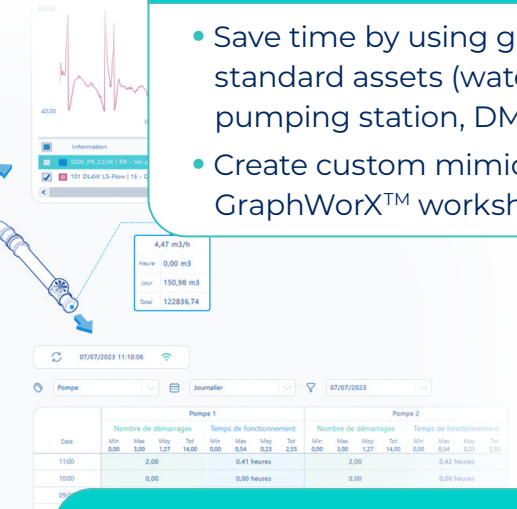 • Save time by using g
standard assets (wate
pumping station, DM
• Create custom mimic
GraphWorX™ worksh
40,00
Information
101 DL4W LS-Flow | 15 - D
4,47 m3/h
Heure 0,00 m3
Jour 150,98 m3
Total 122836,74
07/07/2023 11:10:06
Pompe Journalier 07/07/2023
Pompe 1 Pompe 2
Nombre de démarrages Temps de fonctionnement Nombre de démarrages Temps de fonctionnement
Date Min Max Moy Tot Min Max Moy Tot Min Max Moy Tot Min Max Moy Tot
0,00 3,00 1,27 14,00 0,00 0,54 0,23 2,55 0,00 3,00 1,27 14,00 0,00 0,54 0,23 2,50
11:00 2,00 0,41 heures 2,00 0,42 heures
10:00 0,00 0,00 heures 0,00 0,00 heures